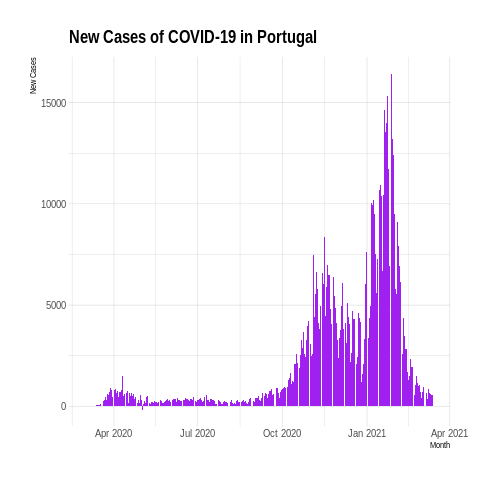 New Cases of COVID-19 in Portugal
New Cases
15000
10000
5000
0
Apr 2020 Jul 2020 Oct 2020 Jan 2021 Apr 2021
Month